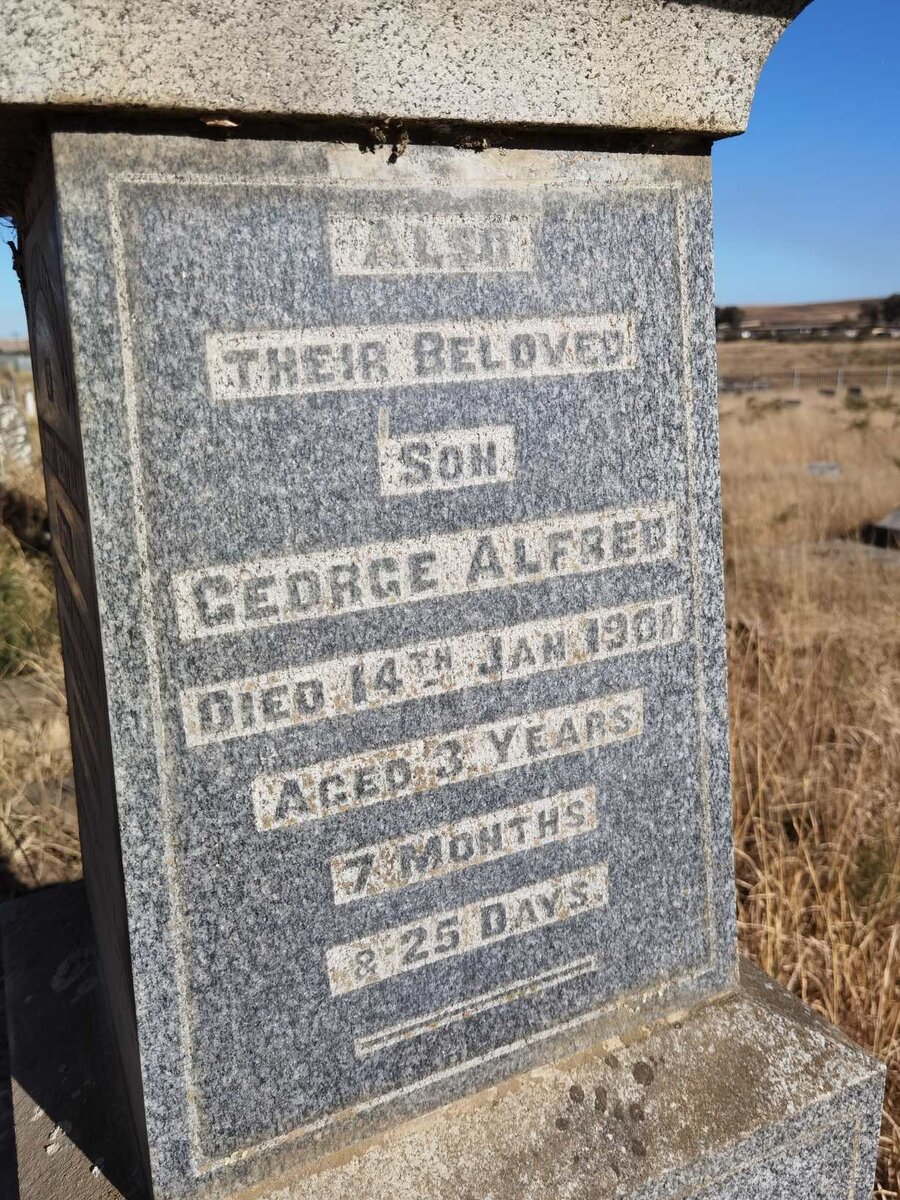 ALSO
THEIR BELOVED
SON
GEORGE ALFRED
DIED 14TH JAN 1901
AGED 3 YEARS
7 MONTHS
& 25 DAYS